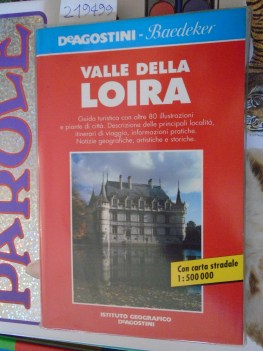 219499
DEAGOSTINI - Baedeker
VALLE DELLA
LOIRA
Guida turistica con oltre 80 illustrazioni
e piante di città. Descrizione delle principali località,
itinerari di viaggio, informazioni pratiche.
Notizie geografiche, artistiche e storiche.
Con carta stradale
1:500 000
ISTITUTO GEOGRAFICO
DEAGOSTINI
PAROLE